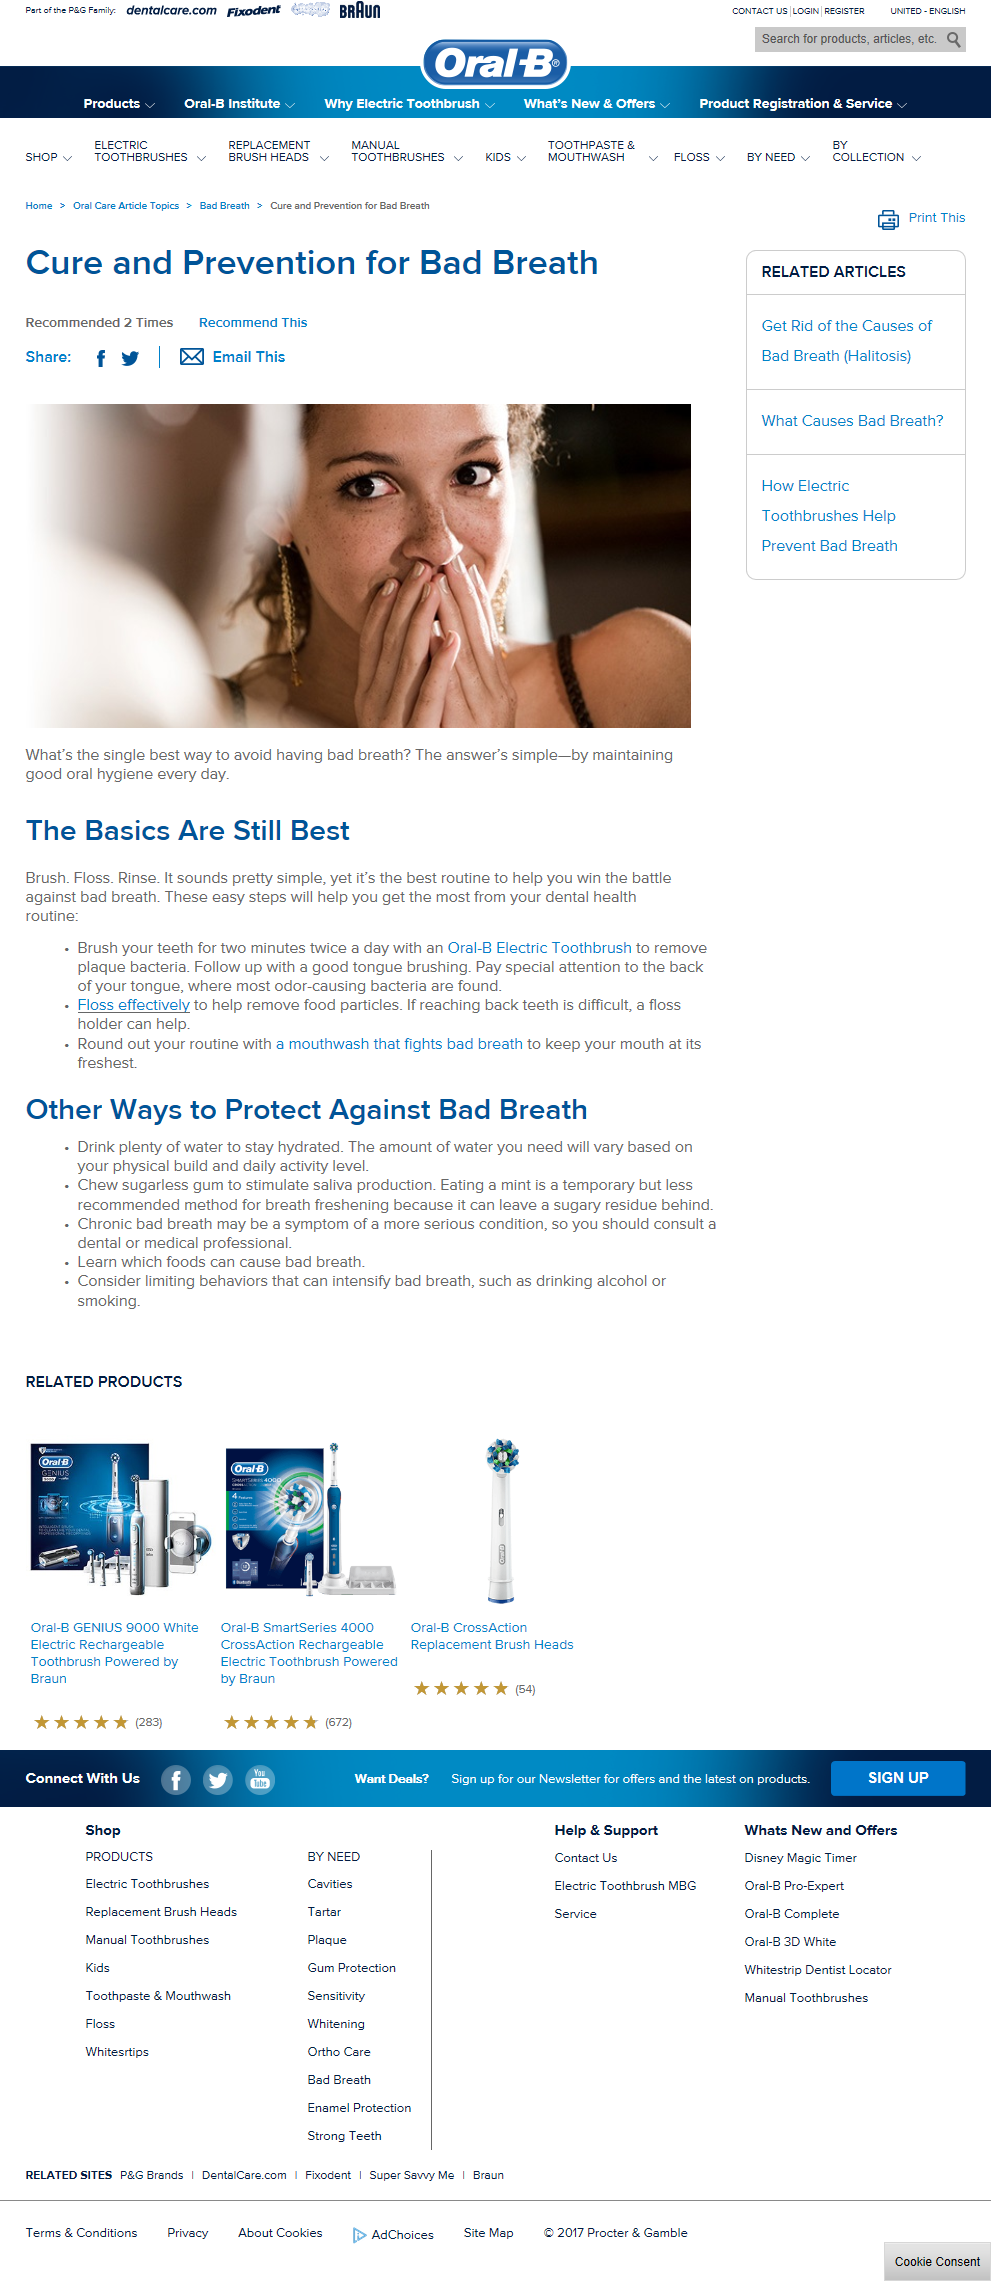 Part of the P&G Family:
dentalcare.com
Fixodent
BRAUN
CONTACT US | LOGIN | REGISTER
UNITED - ENGLISH
Search for products, articles, etc.
Oral-B®
Products
Oral-B Institute
Why Electric Toothbrush
What's New & Offers
Product Registration & Service
SHOP
ELECTRIC
TOOTHBRUSHES
REPLACEMENT
BRUSH HEADS
MANUAL
TOOTHBRUSHES
KIDS
TOOTHPASTE &
MOUTHWASH
FLOSS
BY NEED
BY
COLLECTION
Home > Oral Care Article Topics > Bad Breath > Cure and Prevention for Bad Breath
Print This
Cure and Prevention for Bad Breath
Recommended 2 Times
Recommend This
Share:
Email This
RELATED ARTICLES
Get Rid of the Causes of
Bad Breath (Halitosis)
What Causes Bad Breath?
How Electric
Toothbrushes Help
Prevent Bad Breath
What's the single best way to avoid having bad breath? The answer's simple—by maintaining
good oral hygiene every day.
The Basics Are Still Best
Brush. Floss. Rinse. It sounds pretty simple, yet it's the best routine to help you win the battle
against bad breath. These easy steps will help you get the most from your dental health
routine:
• Brush your teeth for two minutes twice a day with an Oral-B Electric Toothbrush to remove
plaque bacteria. Follow up with a good tongue brushing. Pay special attention to the back
of your tongue, where most odor-causing bacteria are found.
• Floss effectively to help remove food particles. If reaching back teeth is difficult, a floss
holder can help.
• Round out your routine with a mouthwash that fights bad breath to keep your mouth at its
freshest.
Other Ways to Protect Against Bad Breath
• Drink plenty of water to stay hydrated. The amount of water you need will vary based on
your physical build and daily activity level.
• Chew sugarless gum to stimulate saliva production. Eating a mint is a temporary but less
recommended method for breath freshening because it can leave a sugary residue behind.
• Chronic bad breath may be a symptom of a more serious condition, so you should consult a
dental or medical professional.
• Learn which foods can cause bad breath.
• Consider limiting behaviors that can intensify bad breath, such as drinking alcohol or
smoking.
RELATED PRODUCTS
Oral-B
GENIUS
Oral-B
SMARTSERIES 4000
Oral-B GENIUS 9000 White
Electric Rechargeable
Toothbrush Powered by
Braun
(283)
Oral-B SmartSeries 4000
CrossAction Rechargeable
Electric Toothbrush Powered
by Braun
(672)
Oral-B CrossAction
Replacement Brush Heads
(54)
Connect With Us
You
Tube
Want Deals?
Sign up for our Newsletter for offers and the latest on products.
SIGN UP
Shop
PRODUCTS
Electric Toothbrushes
Replacement Brush Heads
Manual Toothbrushes
Kids
Toothpaste & Mouthwash
Floss
Whitesrtips
BY NEED
Cavities
Tartar
Plaque
Gum Protection
Sensitivity
Whitening
Ortho Care
Bad Breath
Enamel Protection
Strong Teeth
Help & Support
Contact Us
Electric Toothbrush MBG
Service
Whats New and Offers
Disney Magic Timer
Oral-B Pro-Expert
Oral-B Complete
Oral-B 3D White
Whitestrip Dentist Locator
Manual Toothbrushes
RELATED SITES P&G Brands | DentalCare.com | Fixodent | Super Savvy Me | Braun
Terms & Conditions
Privacy
About Cookies
AdChoices
Site Map
© 2017 Procter & Gamble
Cookie Consent